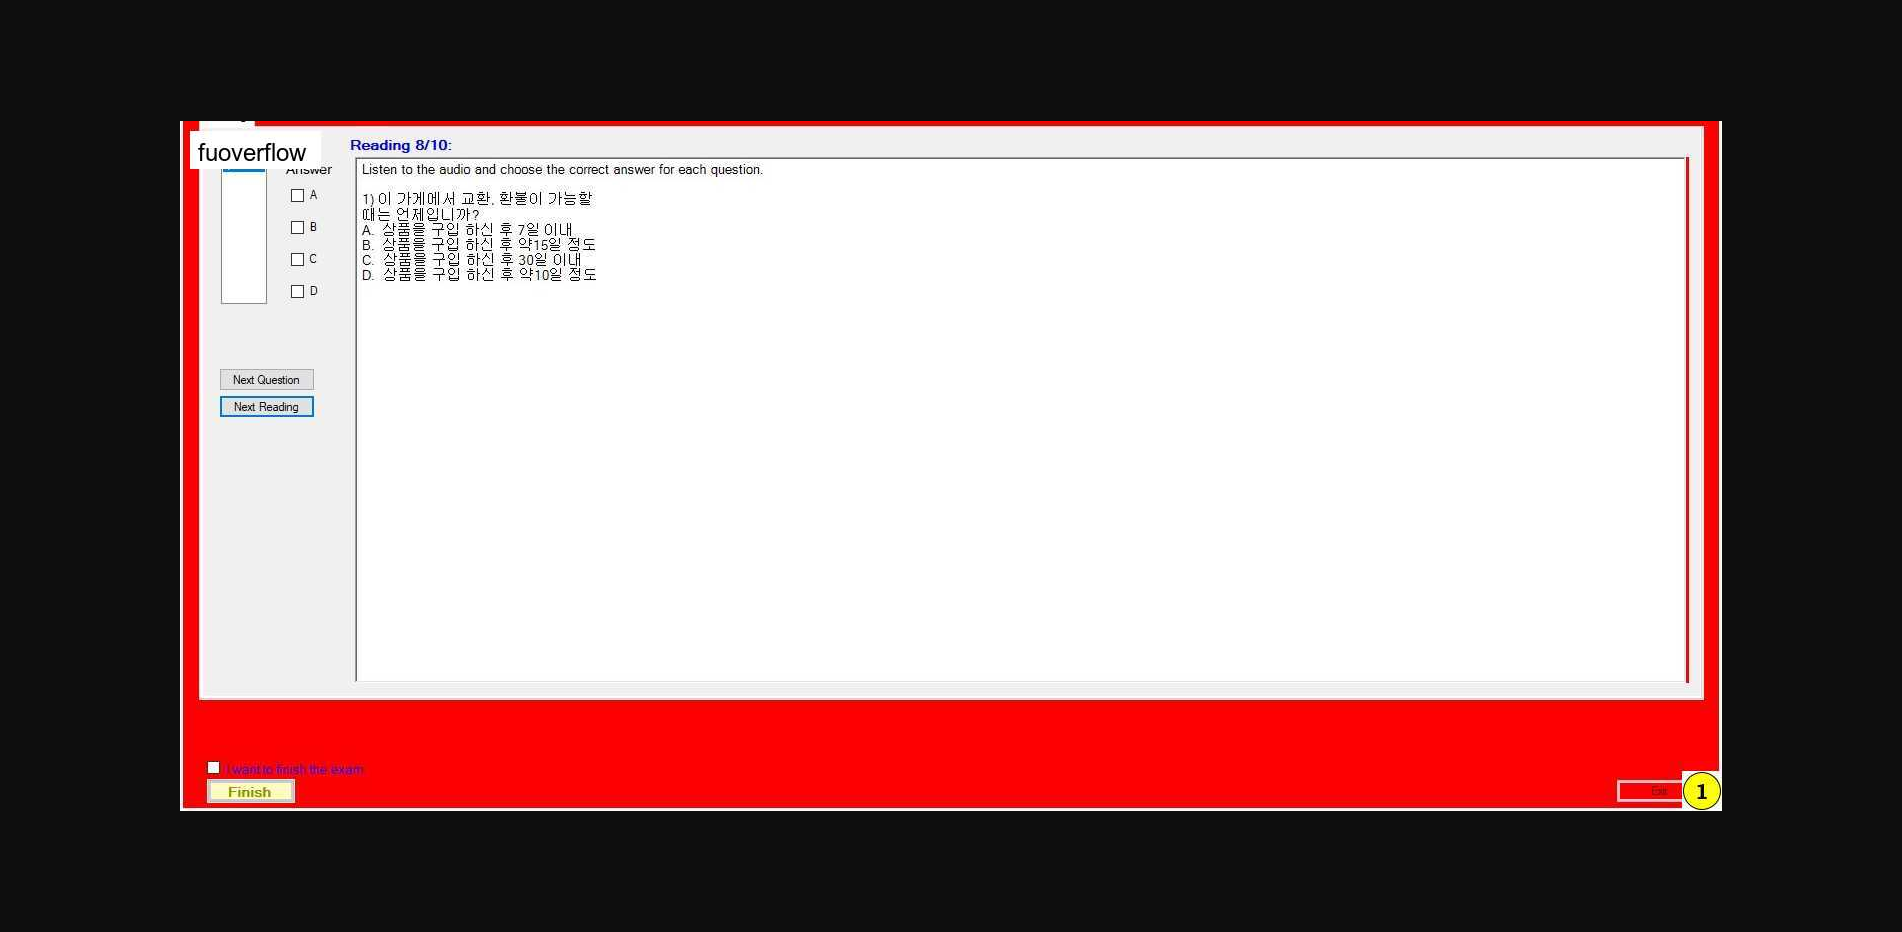 fuoverflow
Reading 8/10:
Answer
Listen to the audio and choose the correct answer for each question.
A
B
C
D
1) 이 가게에서 교환, 환불이 가능할
때는 언제입니까?
A. 상품을 구입 하신 후 7일 이내
B. 상품을 구입 하신 후 약15일 정도
C. 상품을 구입 하신 후 30일 이내
D. 상품을 구입 하신 후 약10일 정도
Next Question
Next Reading
I want to finish the exam.
Finish
Exit
1